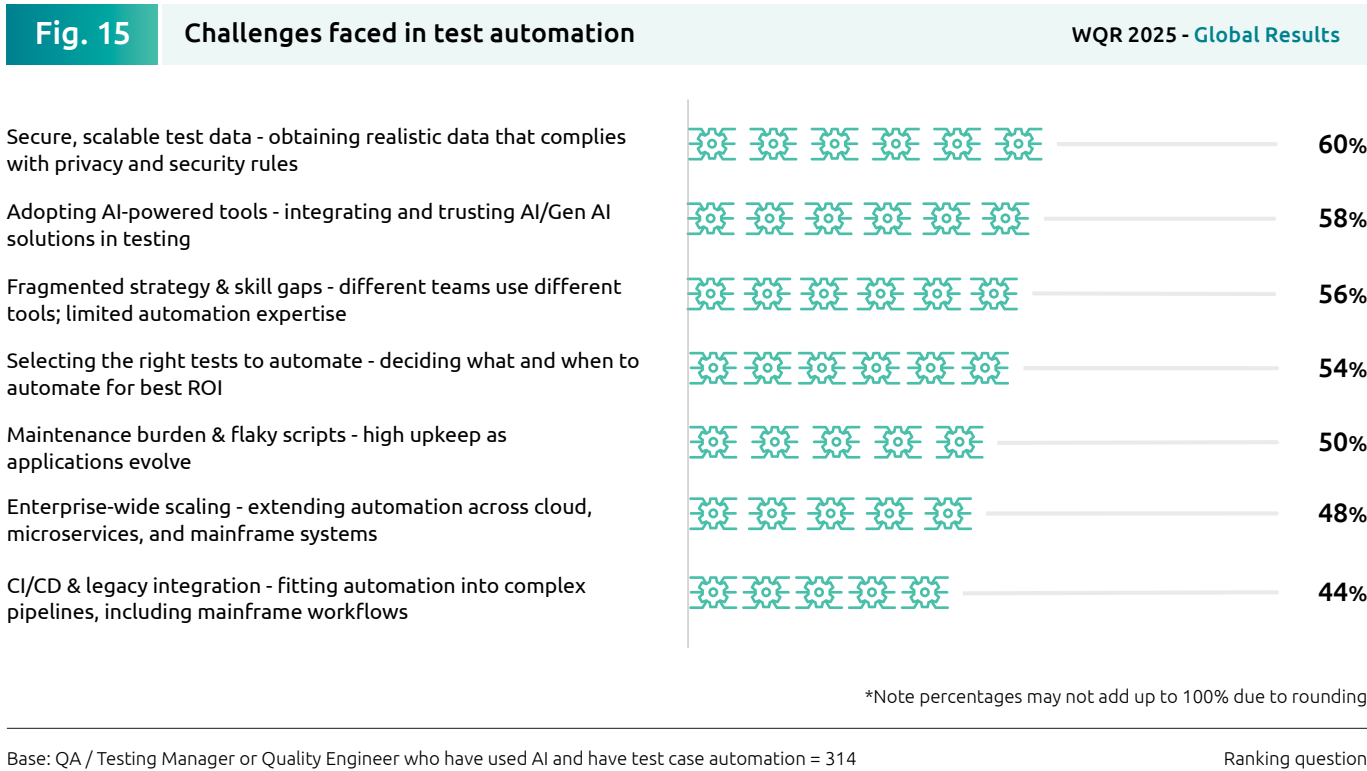 Fig. 15
Challenges faced in test automation
WQR 2025 - Global Results
Secure, scalable test data - obtaining realistic data that complies
with privacy and security rules
60%
Adopting AI-powered tools - integrating and trusting AI/Gen AI
solutions in testing
58%
Fragmented strategy & skill gaps - different teams use different
tools; limited automation expertise
56%
Selecting the right tests to automate - deciding what and when to
automate for best ROI
54%
Maintenance burden & flaky scripts - high upkeep as
applications evolve
50%
Enterprise-wide scaling - extending automation across cloud,
microservices, and mainframe systems
48%
CI/CD & legacy integration - fitting automation into complex
pipelines, including mainframe workflows
44%
*Note percentages may not add up to 100% due to rounding
Base: QA / Testing Manager or Quality Engineer who have used AI and have test case automation = 314
Ranking question